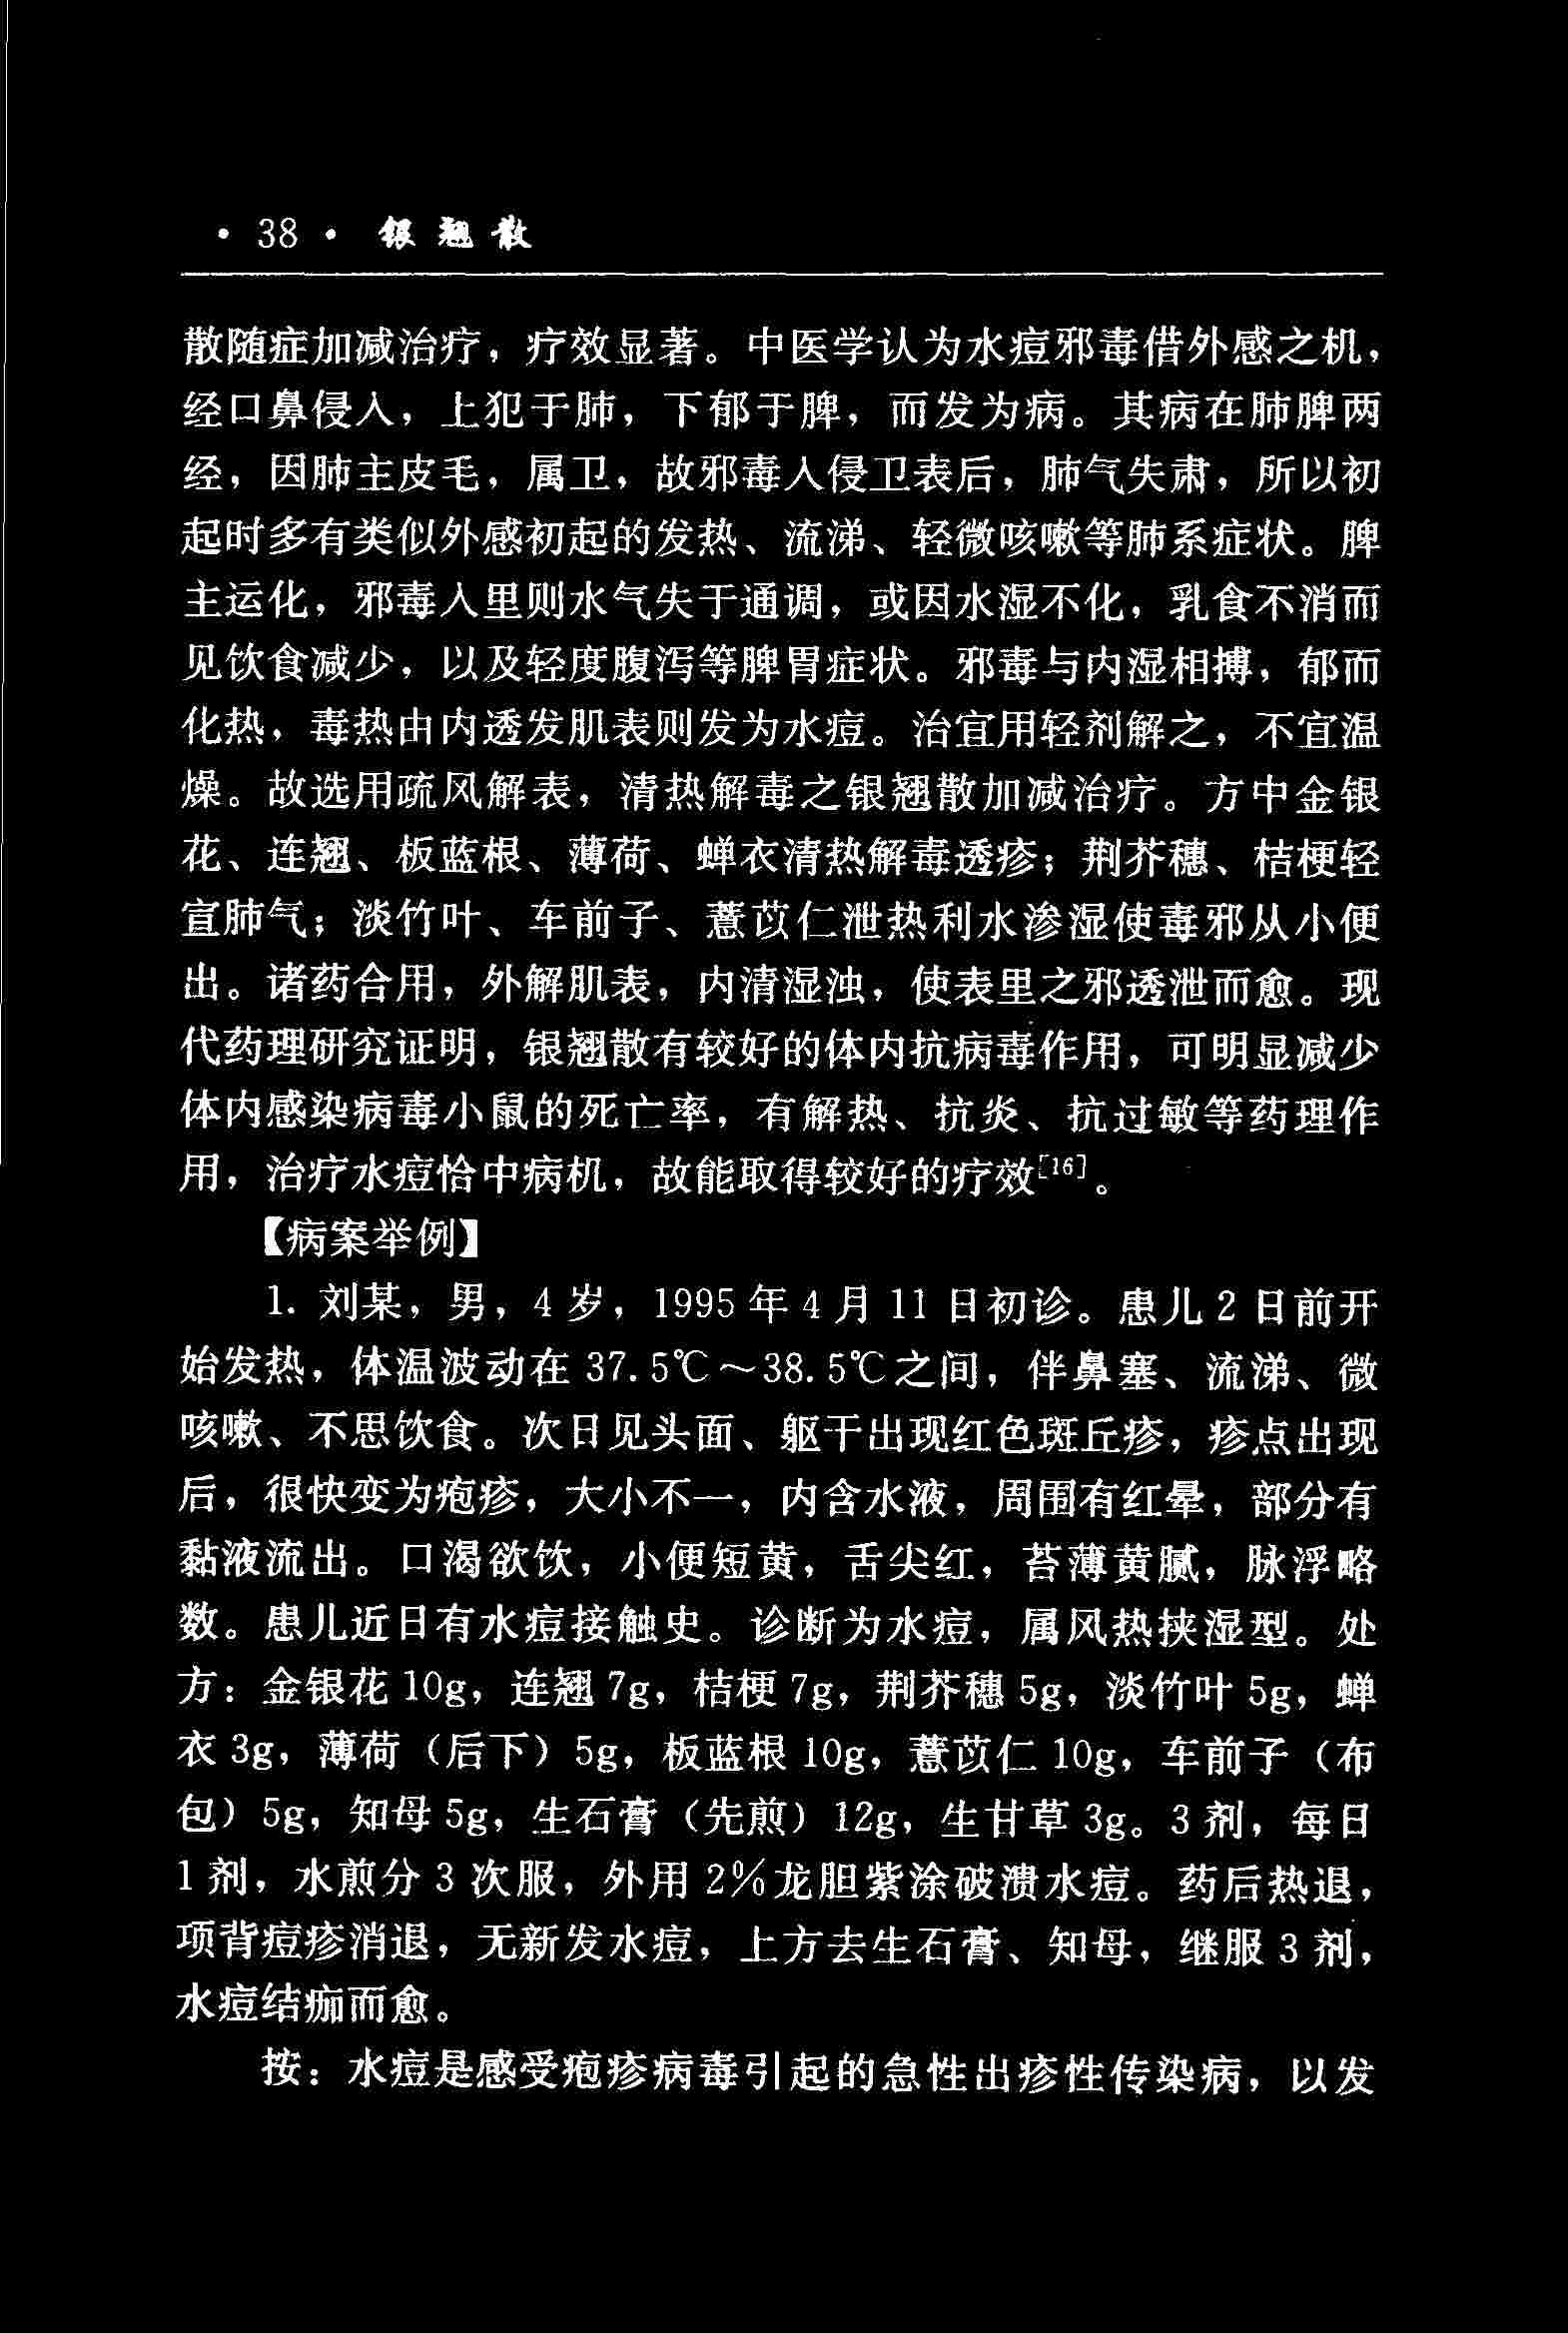 · 38 · 银翘散
散随症加减治疗，疗效显著。中医学认为水痘邪毒借外感之机，
经口鼻侵入，上犯于肺，下郁于脾，而发为病。其病在肺脾两
经，因肺主皮毛，属卫，故邪毒入侵卫表后，肺气失肃，所以初
起时多有类似外感初起的发热、流涕、轻微咳嗽等肺系症状。脾
主运化，邪毒入里则水气失于通调，或因水湿不化，乳食不消而
见饮食减少，以及轻度腹泻等脾胃症状。邪毒与内湿相搏，郁而
化热，毒热由内透发肌表则发为水痘。治宜用轻剂解之，不宜温
燥。故选用疏风解表，清热解毒之银翘散加减治疗。方中金银
花、连翘、板蓝根、薄荷、蝉衣清热解毒透疹；荆芥穗、桔梗轻
宣肺气；淡竹叶、车前子、薏苡仁泄热利水渗湿使毒邪从小便
出。诸药合用，外解肌表，内清湿浊，使表里之邪透泄而愈。现
代药理研究证明，银翘散有较好的体内抗病毒作用，可明显减少
体内感染病毒小鼠的死亡率，有解热、抗炎、抗过敏等药理作
用，治疗水痘恰中病机，故能取得较好的疗效[16]。
【病案举例】
1. 刘某，男，4 岁，1995 年 4 月 11 日初诊。患儿 2 日前开
始发热，体温波动在 37.5℃～38.5℃之间，伴鼻塞、流涕、微
咳嗽、不思饮食。次日见头面、躯干出现红色斑丘疹，疹点出现
后，很快变为疱疹，大小不一，内含水液，周围有红晕，部分有
黏液流出。口渴欲饮，小便短黄，舌尖红，苔薄黄腻，脉浮略
数。患儿近日有水痘接触史。诊断为水痘，属风热挟湿型。处
方：金银花 10g，连翘 7g，桔梗 7g，荆芥穗 5g，淡竹叶 5g，蝉
衣 3g，薄荷（后下）5g，板蓝根 10g，薏苡仁 10g，车前子（布
包）5g，知母 5g，生石膏（先煎）12g，生甘草 3g。3 剂，每日
1 剂，水煎分 3 次服，外用 2%龙胆紫涂破溃水痘。药后热退，
项背痘疹消退，无新发水痘，上方去生石膏、知母，继服 3 剂，
水痘结痂而愈。
按：水痘是感受疱疹病毒引起的急性出疹性传染病，以发